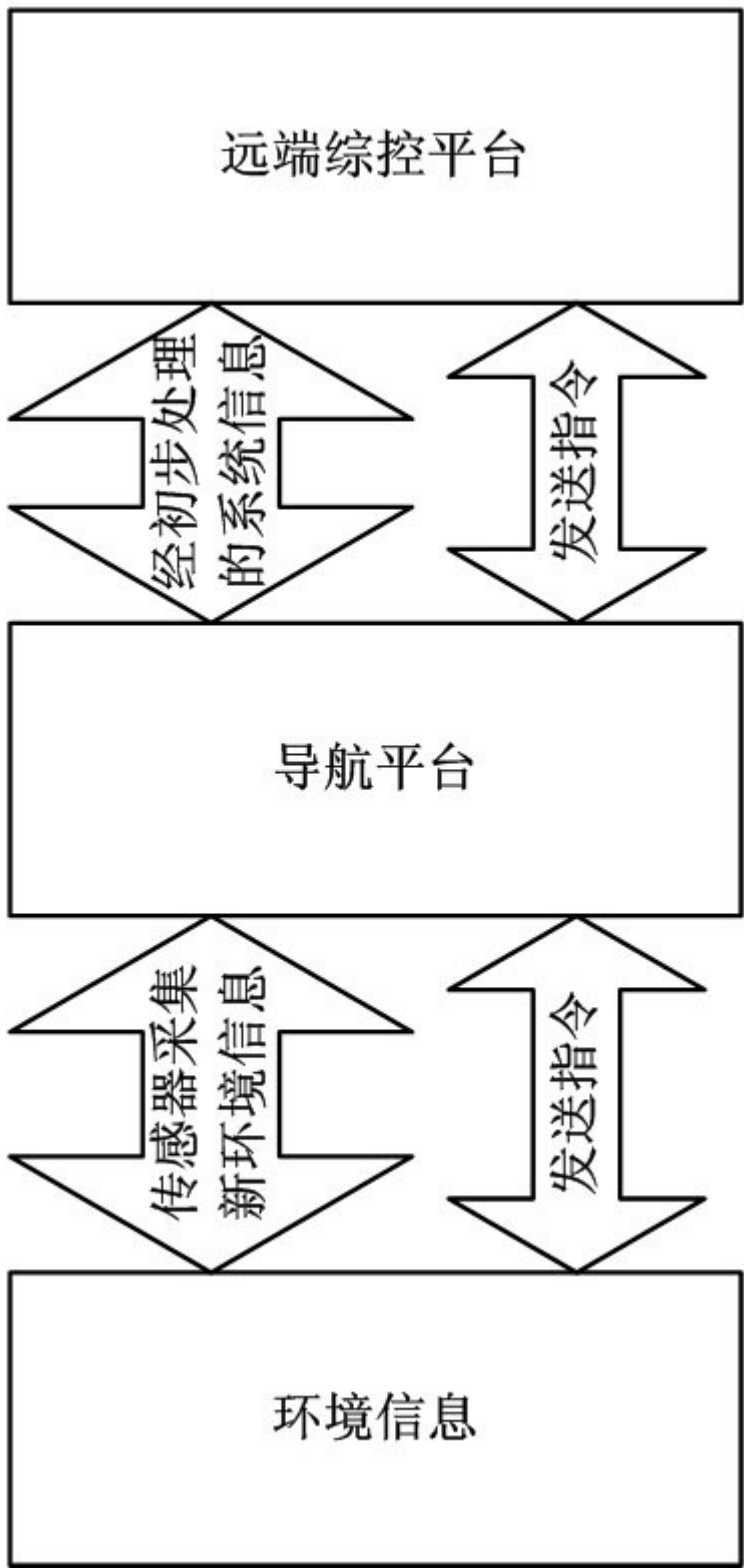 远端综控平台
经初步处理
的系统信息
发送指令
导航平台
传感器采集
新环境信息
发送指令
环境信息